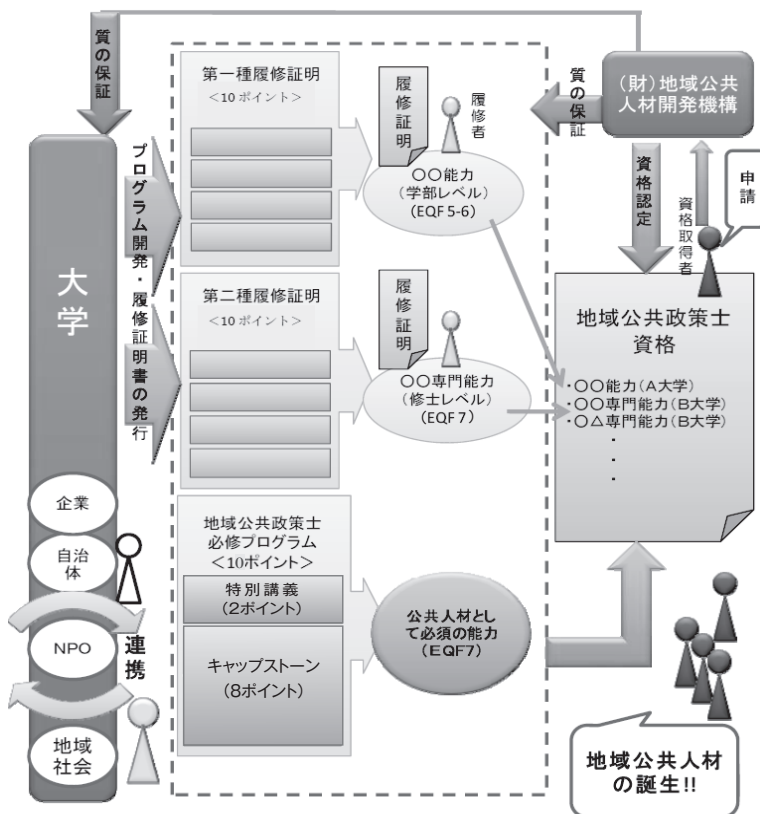 質の保証
大学
プログラム開発・履修証明書の発行
企業
自治
体
NPO
地域
社会
連携
第一種履修証明
<10 ポイント>
履修証明
履修者
〇〇能力
(学部レベル)
(EQF 5-6)
第二種履修証明
<10 ポイント>
履修証明
〇〇専門能力
(修士レベル)
(EQF 7)
地域公共政策士
必修プログラム
<10ポイント>
特別講義
(2ポイント)
キャップストーン
(8ポイント)
公共人材とし
て必須の能力
(EQF7)
質の保証
(財)地域公共
人材開発機構
資格認定
資格取得者
申請
地域公共政策士
資格
・〇〇能力(A大学)
・〇〇専門能力(B大学)
・〇△専門能力(B大学)
・
・
・
地域公共人材
の誕生!!